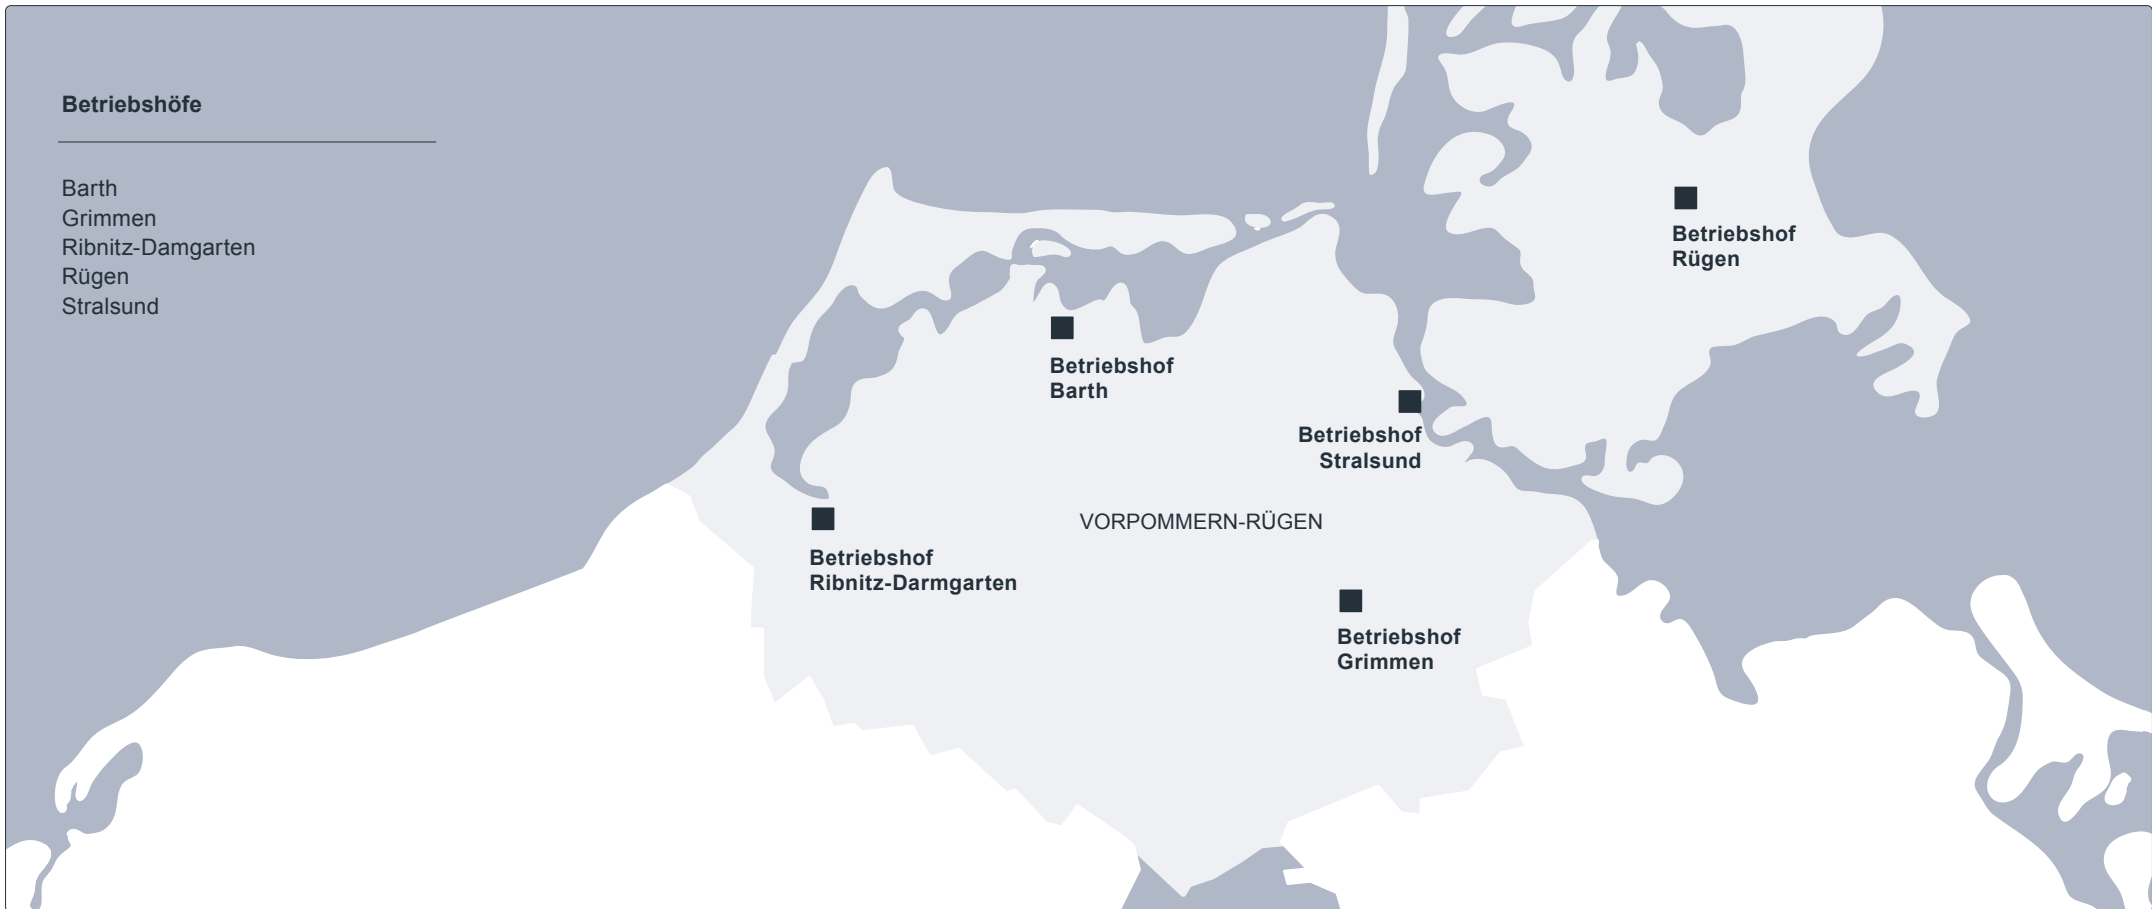 Betriebshöfe
Barth
Grimmen
Ribnitz-Damgarten
Rügen
Stralsund
Betriebshof
Rügen
Betriebshof
Barth
Betriebshof
Stralsund
VORPOMMERN-RÜGEN
Betriebshof
Ribnitz-Darmgarten
Betriebshof
Grimmen